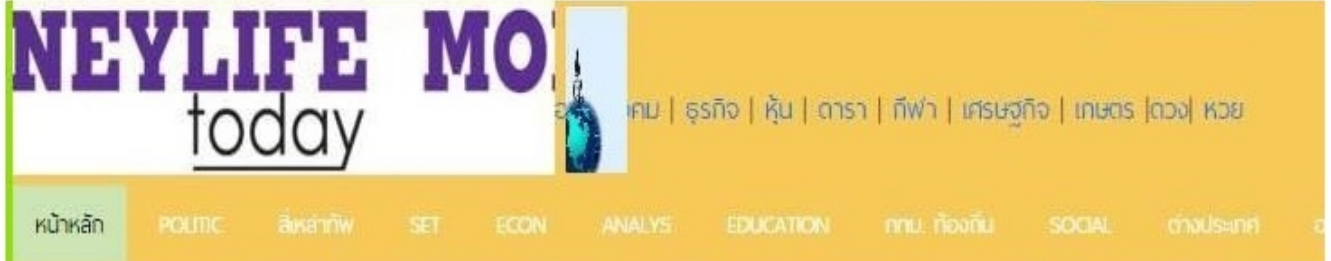 NEYLIFE MO
today
คม | ธุรกิจ | หุ้น | ดารา | กีฬา | เศรษฐกิจ | เกษตร |ดวง| หวย
หน้าหลัก POLITIC สี่เหล่าทัพ SET ECON ANALYS EDUCATION กทม. ท้องถิ่น SOCIAL ต่างประเทศ